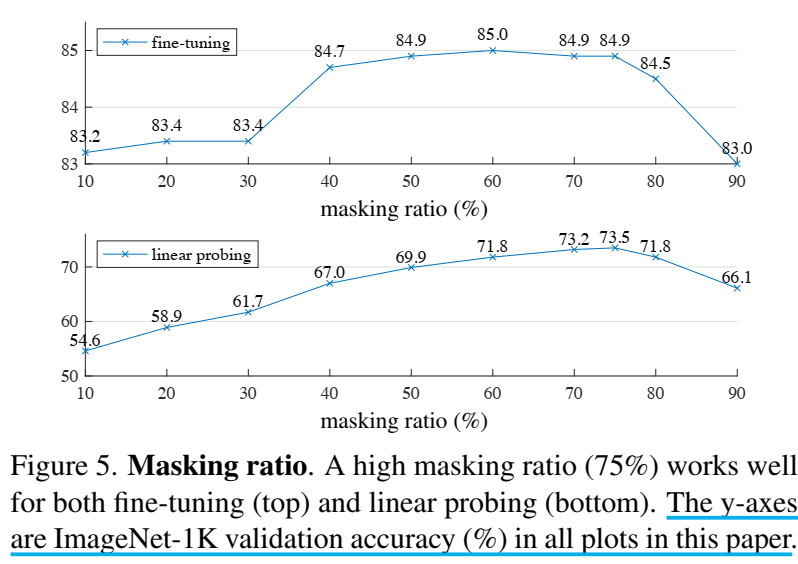 fine-tuning
85
84
83
83.2
83.4
83.4
84.7
84.9
85.0
84.9
84.9
84.5
83.0
10 20 30 40 50 60 70 80 90
masking ratio (%)
linear probing
70
60
50
54.6
58.9
61.7
67.0
69.9
71.8
73.2
73.5
71.8
66.1
10 20 30 40 50 60 70 80 90
masking ratio (%)
Figure 5. Masking ratio. A high masking ratio (75%) works well
for both fine-tuning (top) and linear probing (bottom). The y-axes
are ImageNet-1K validation accuracy (%) in all plots in this paper.